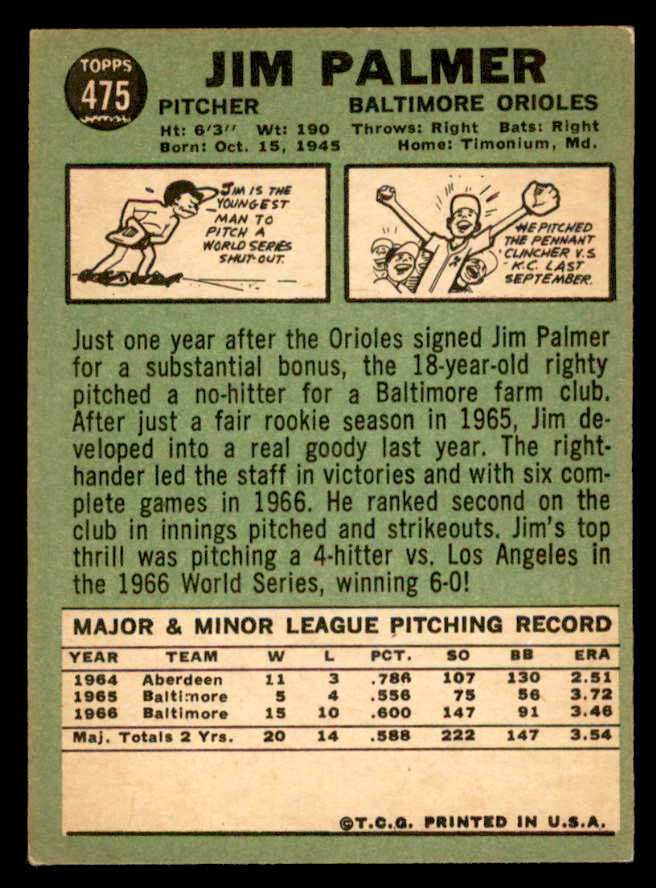 TOPPS
475
JIM PALMER
PITCHER BALTIMORE ORIOLES
Ht: 6'3" Wt: 190 Throws: Right Bats: Right
Born: Oct. 15, 1945 Home: Timonium, Md.
JIM IS THE
YOUNGEST
MAN TO
PITCH A
WORLD SERIES
SHUT-OUT.
HE PITCHED
THE PENNANT
CLINCHER V.S.
K.C. LAST
SEPTEMBER.
Just one year after the Orioles signed Jim Palmer
for a substantial bonus, the 18-year-old righty
pitched a no-hitter for a Baltimore farm club.
After just a fair rookie season in 1965, Jim de-
veloped into a real goody last year. The right-
hander led the staff in victories and with six com-
plete games in 1966. He ranked second on the
club in innings pitched and strikeouts. Jim's top
thrill was pitching a 4-hitter vs. Los Angeles in
the 1966 World Series, winning 6-0!
MAJOR & MINOR LEAGUE PITCHING RECORD
YEAR TEAM W L PCT. SO BB ERA
1964 Aberdeen 11 3 .786 107 130 2.51
1965 Baltimore 5 4 .556 75 56 3.72
1966 Baltimore 15 10 .600 147 91 3.46
Maj. Totals 2 Yrs. 20 14 .588 222 147 3.54
©T.C.G. PRINTED IN U.S.A.